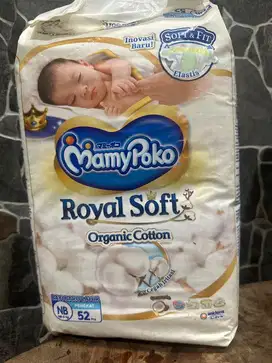 Inovasi Baru!
SOFT & FIT
Elastis
MamyPoko
Royal Soft
Organic Cotton
NB
52